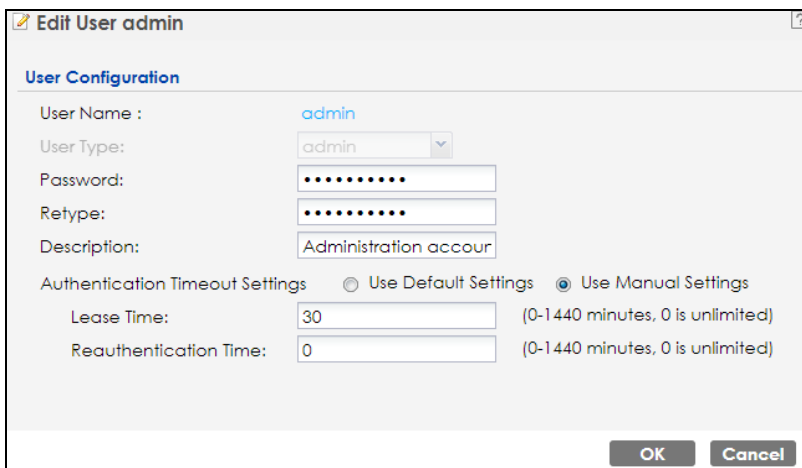 Edit User admin
?
User Configuration
User Name : admin
User Type: admin
Password: ••••••••••
Retype: ••••••••••
Description: Administration accour
Authentication Timeout Settings Use Default Settings Use Manual Settings
Lease Time: 30 (0-1440 minutes, 0 is unlimited)
Reauthentication Time: 0 (0-1440 minutes, 0 is unlimited)
OK Cancel